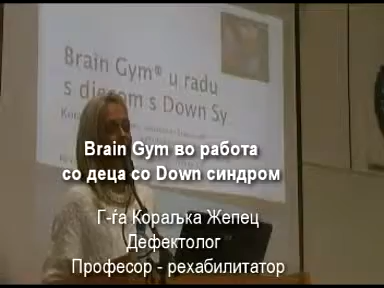 Brain Gym® u radu
s djecom s Down Sy
Brain Gym во работа
со деца со Down синдром
Г-ѓа Кораљка Жепец
Дефектолог
Професор - рехабилитатор